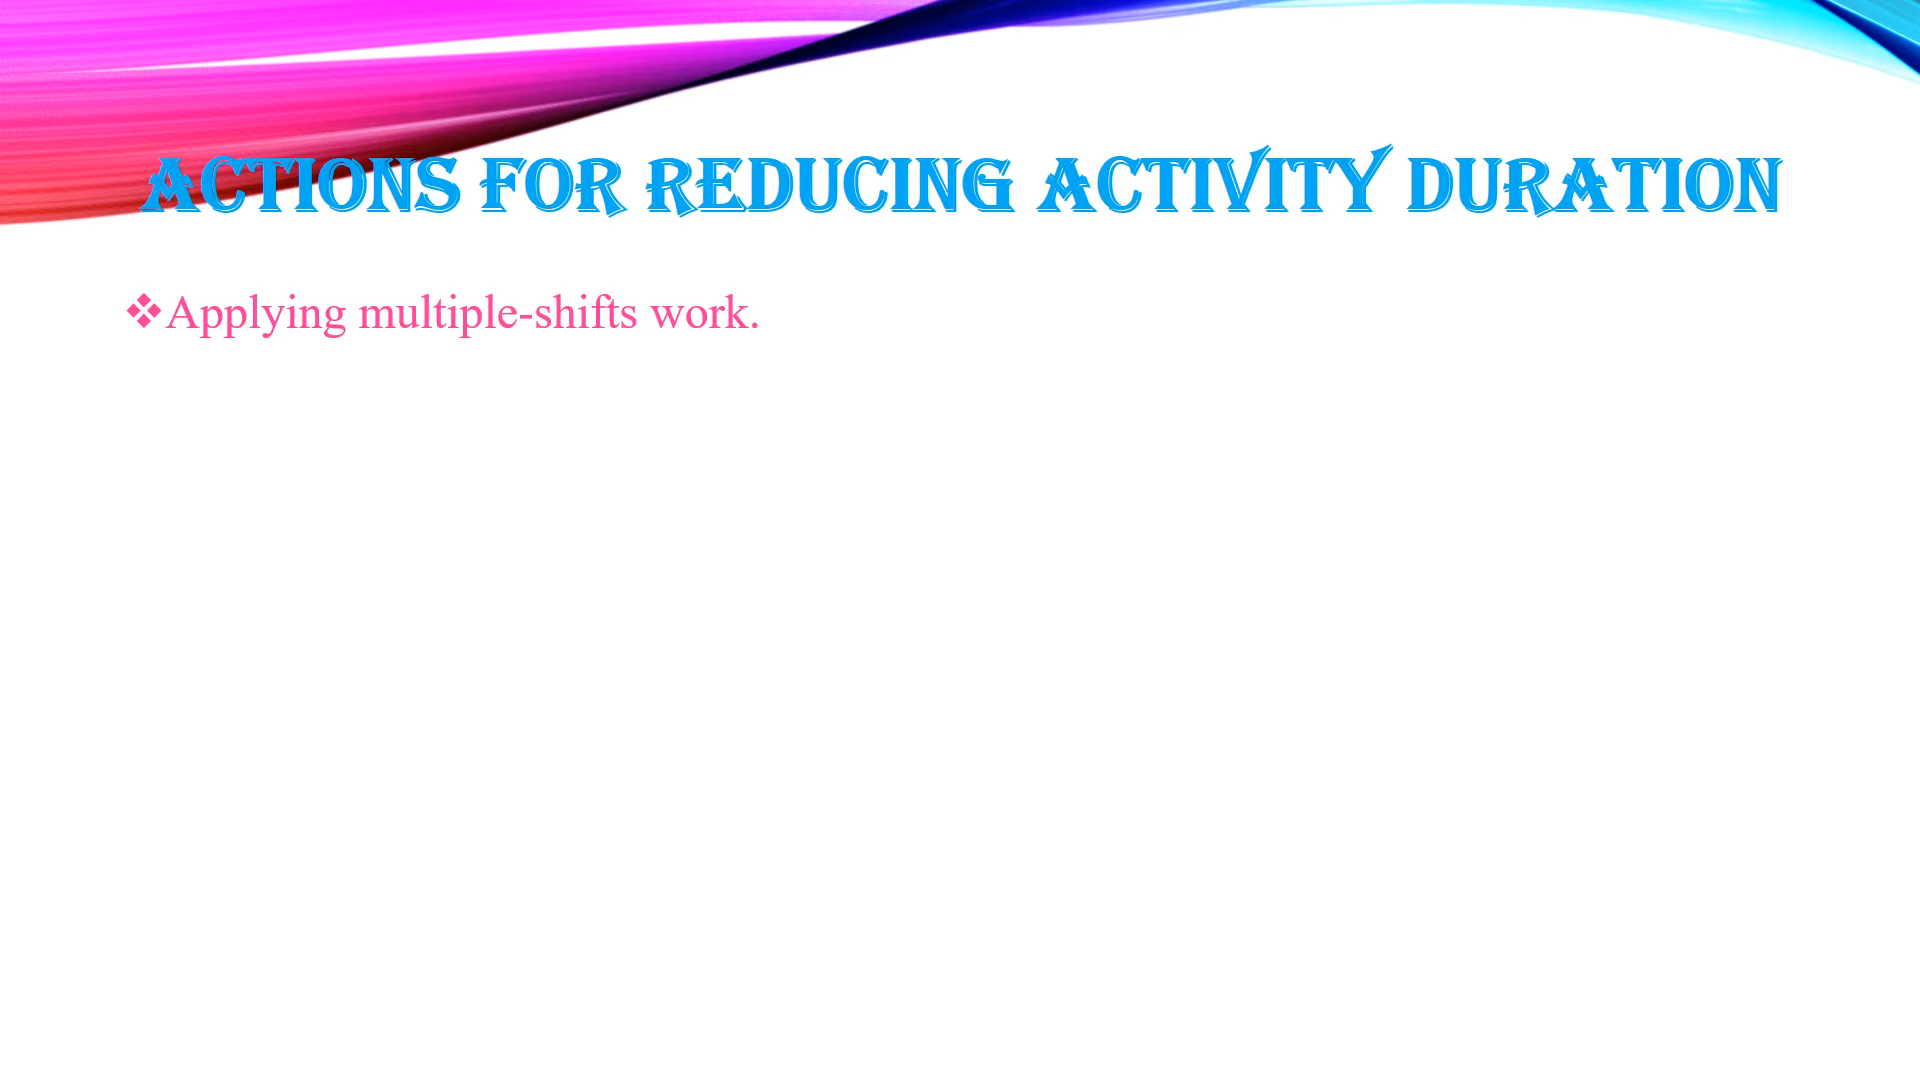 ACTIONS FOR REDUCING ACTIVITY DURATION
❖Applying multiple-shifts work.